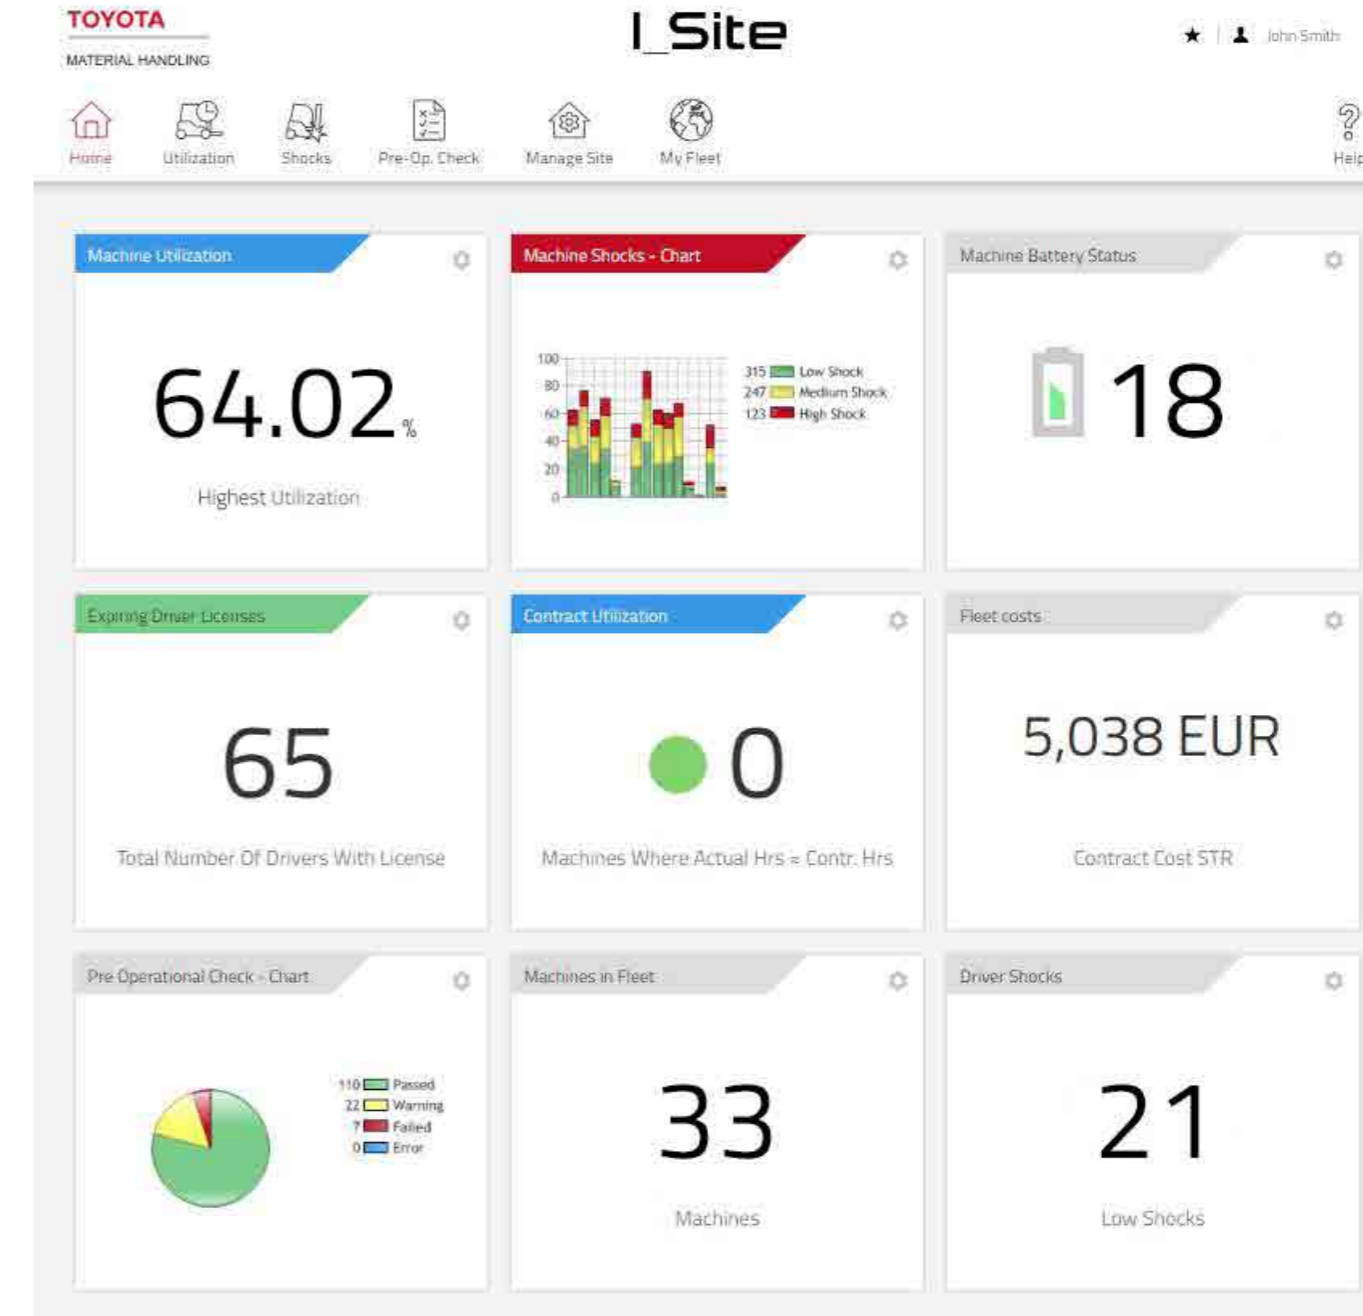 TOYOTA
MATERIAL HANDLING
I_Site
John Smith
Home
Utilization
Shocks
Pre-Op. Check
Manage Site
My Fleet
Help
Machine Utilization
64.02%
Highest Utilization
Machine Shocks - Chart
100
80
60
40
20
0
315 Low Shock
247 Medium Shock
123 High Shock
Machine Battery Status
18
Expiring Driver Licenses
65
Total Number Of Drivers With License
Contract Utilization
0
Machines Where Actual Hrs ≈ Contr. Hrs
Fleet costs
5,038 EUR
Contract Cost STR
Pre Operational Check - Chart
110 Passed
22 Warning
7 Failed
0 Error
Machines in Fleet
33
Machines
Driver Shocks
21
Low Shocks